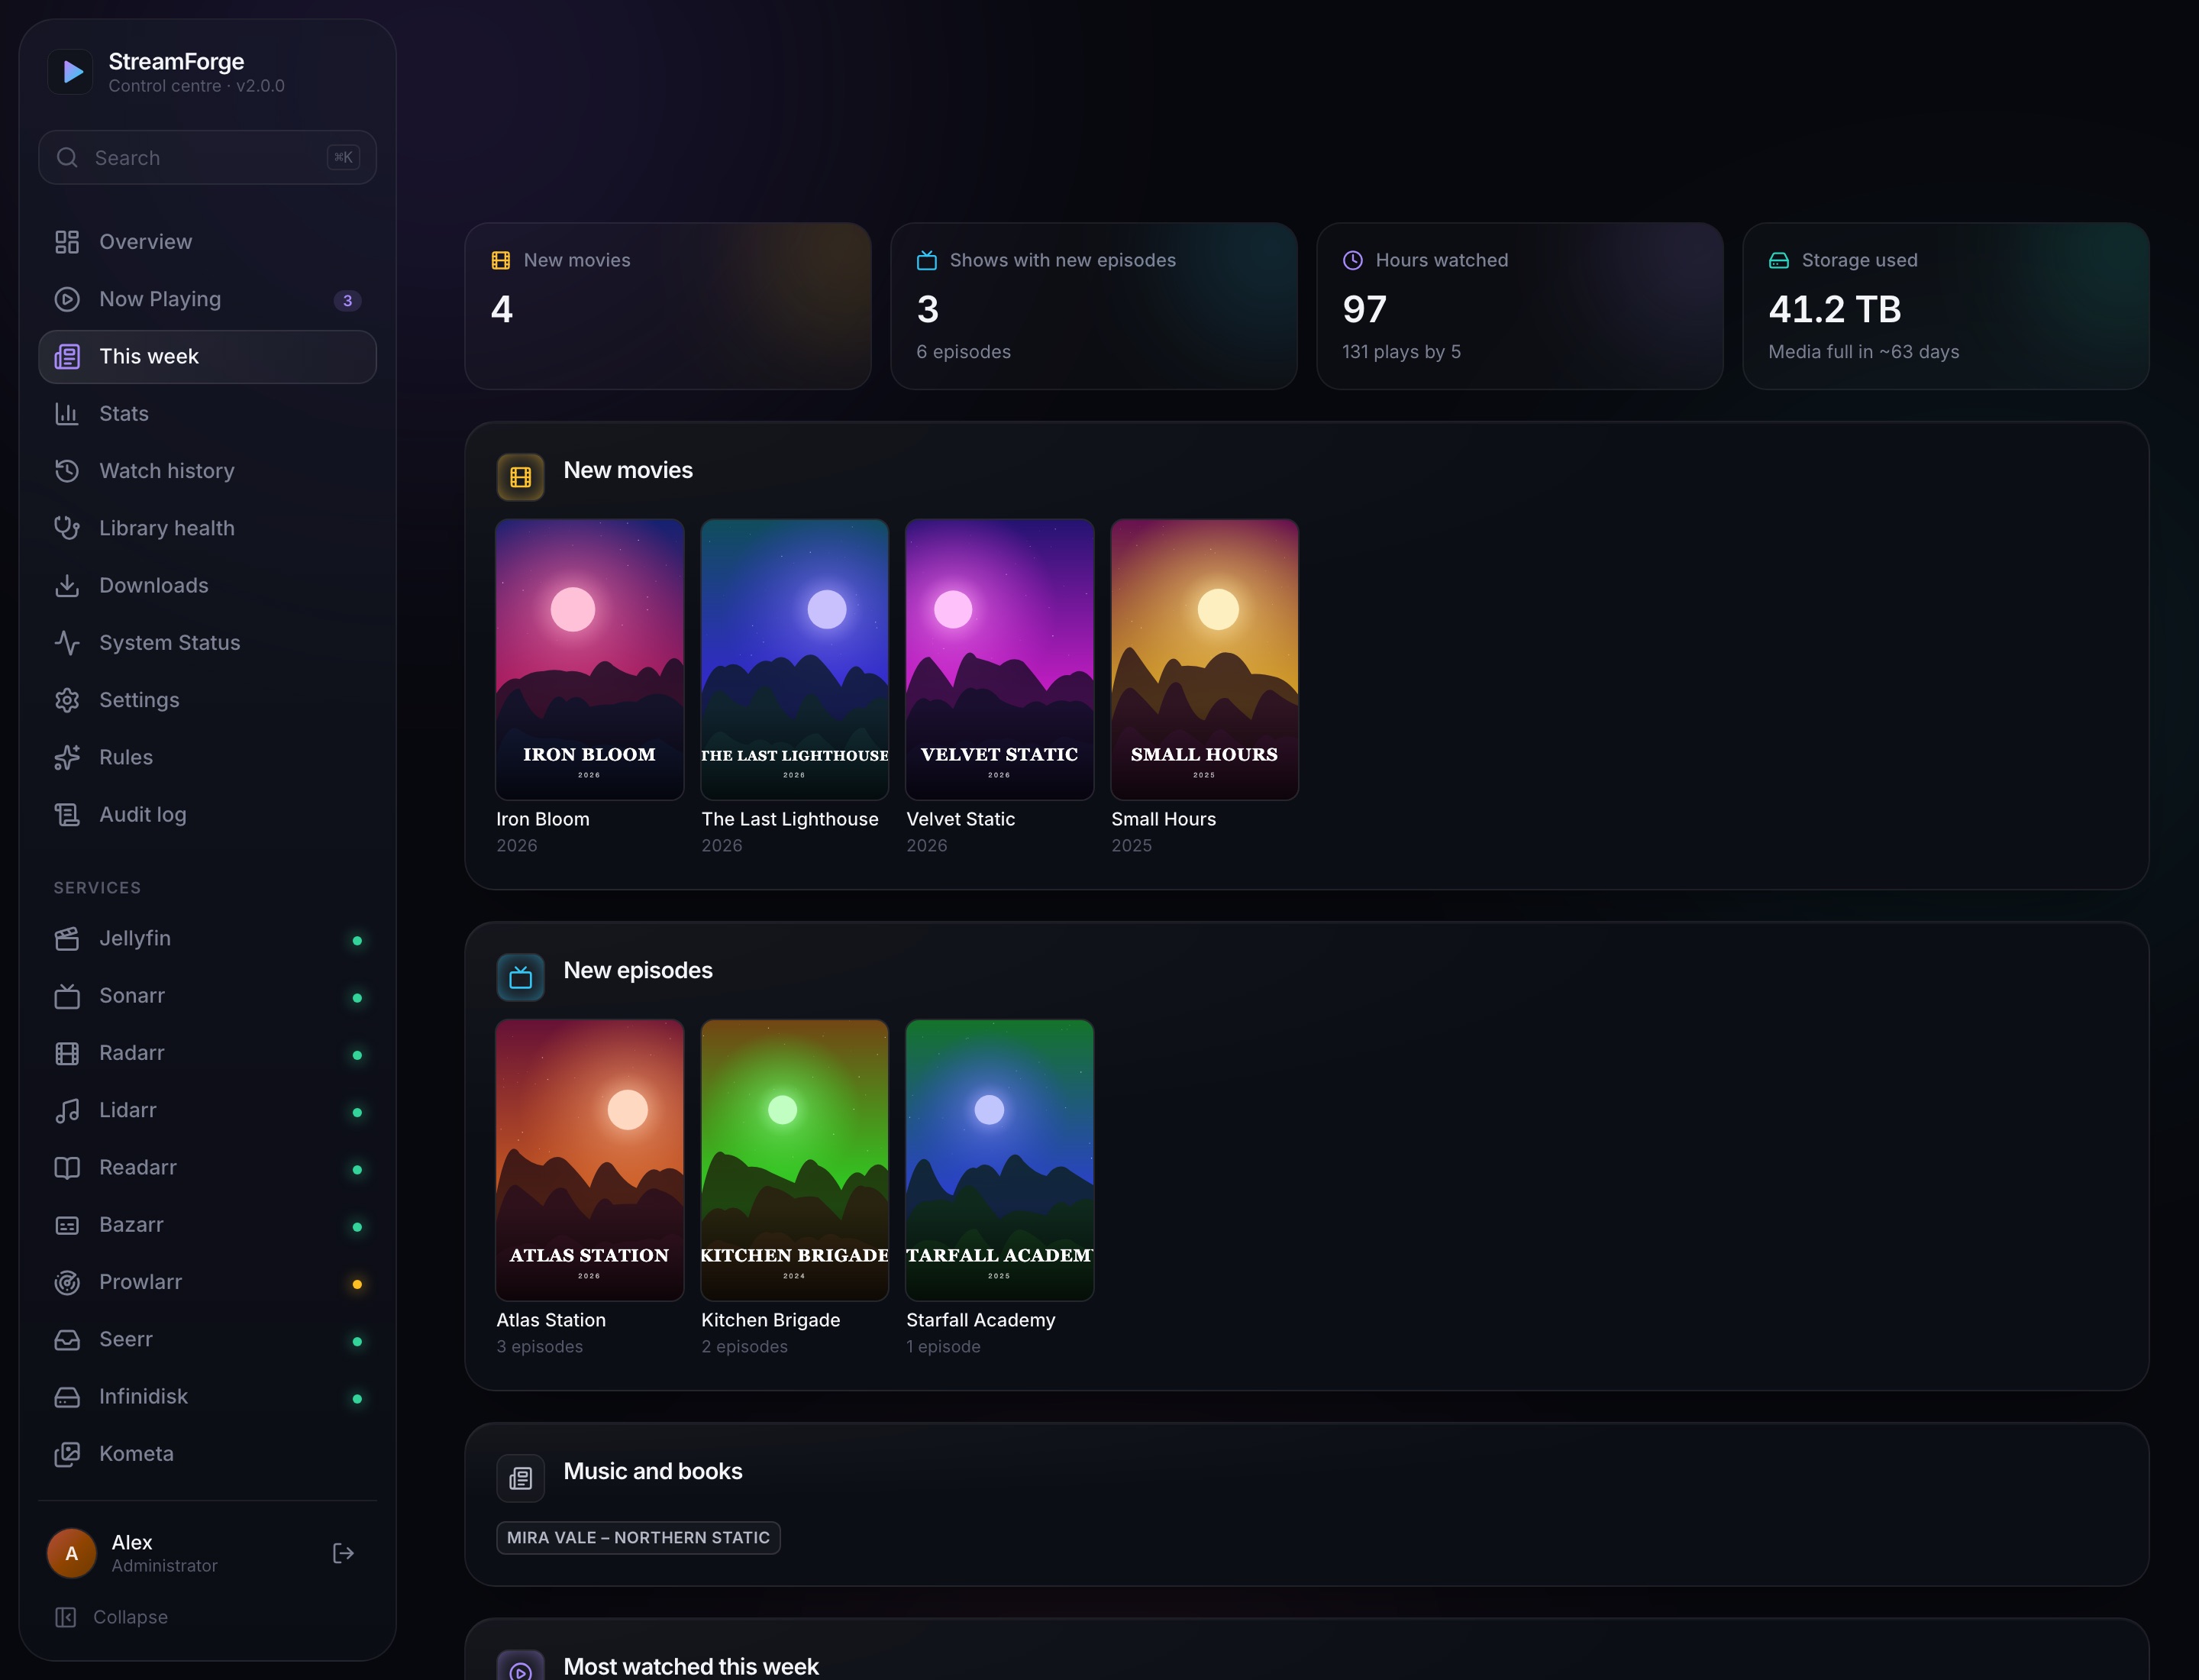 StreamForge
Control centre · v2.0.0
Search
⌘K
Overview
Now Playing
3
This week
Stats
Watch history
Library health
Downloads
System Status
Settings
Rules
Audit log
SERVICES
Jellyfin
Sonarr
Radarr
Lidarr
Readarr
Bazarr
Prowlarr
Seerr
Infinidisk
Kometa
A
Alex
Administrator
Collapse
New movies
4
Shows with new episodes
3
6 episodes
Hours watched
97
131 plays by 5
Storage used
41.2 TB
Media full in ~63 days
New movies
IRON BLOOM
2026
THE LAST LIGHTHOUSE
2026
VELVET STATIC
2026
SMALL HOURS
2025
Iron Bloom
2026
The Last Lighthouse
2026
Velvet Static
2026
Small Hours
2025
New episodes
ATLAS STATION
2026
KITCHEN BRIGADE
2024
TARFALL ACADEMY
2025
Atlas Station
3 episodes
Kitchen Brigade
2 episodes
Starfall Academy
1 episode
Music and books
MIRA VALE – NORTHERN STATIC
Most watched this week